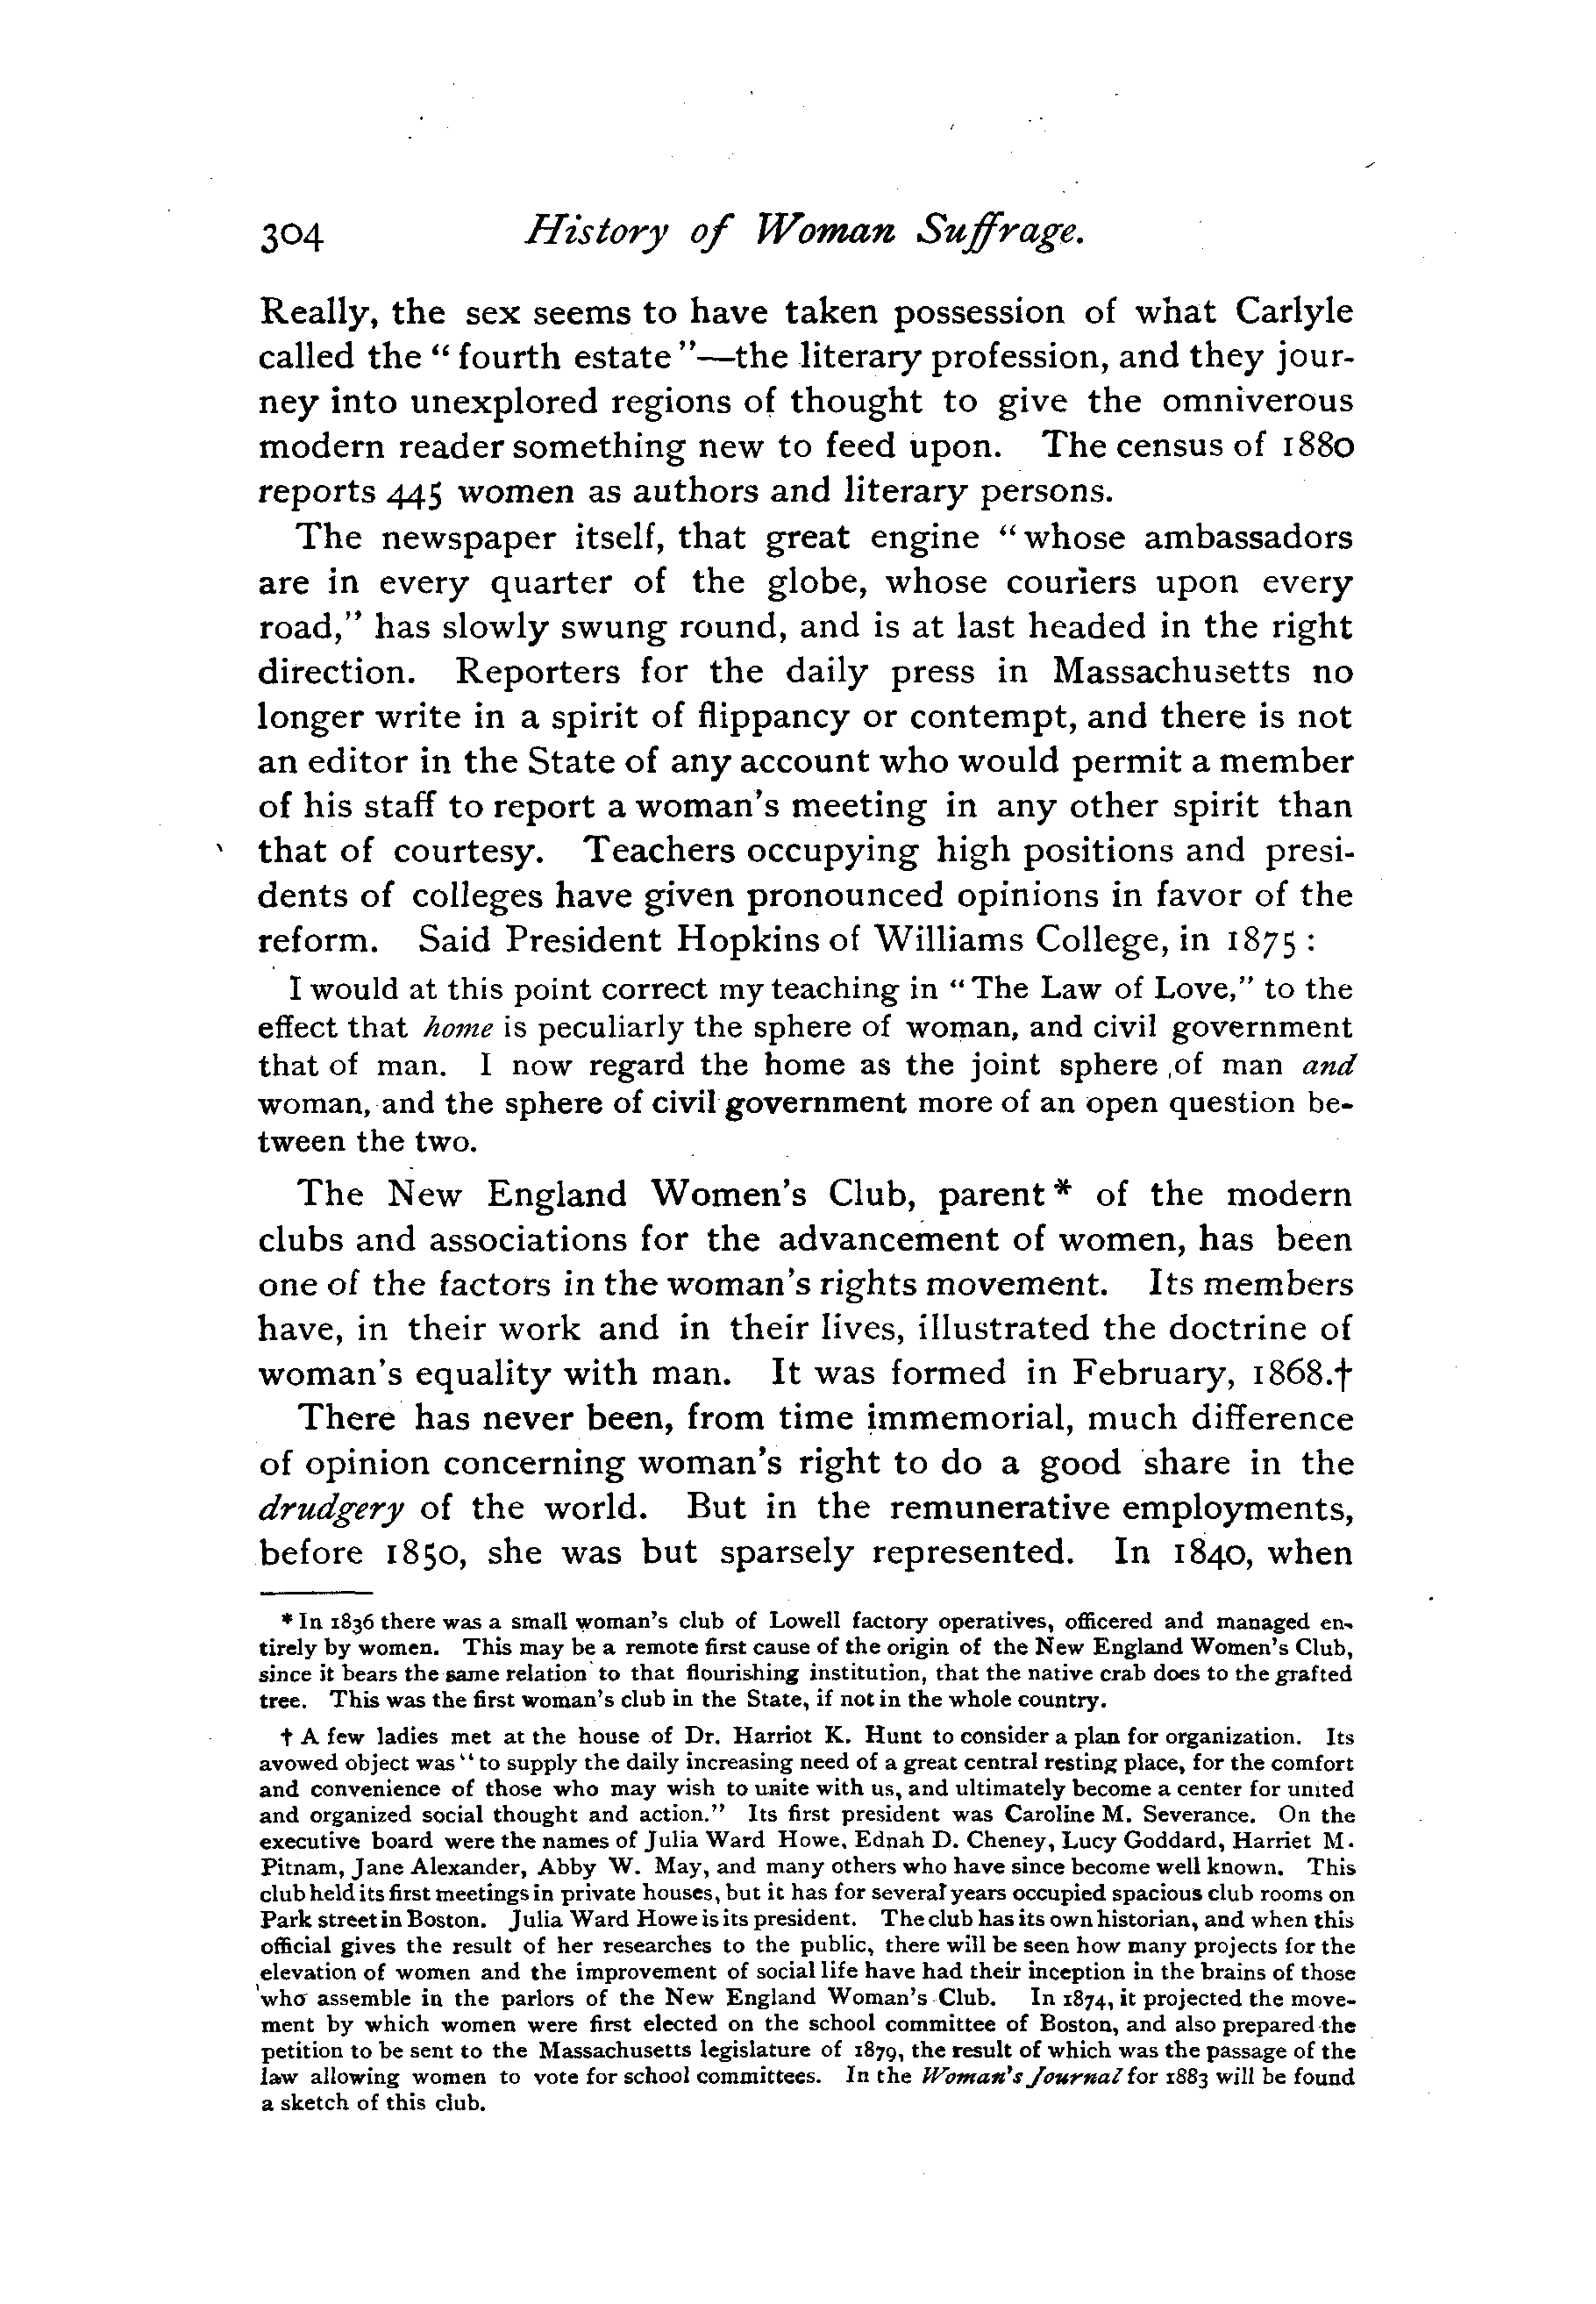 304 History of Woman Suffrage.
Really, the sex seems to have taken possession of what Carlyle
called the " fourth estate "—the literary profession, and they jour-
ney into unexplored regions of thought to give the omniverous
modern reader something new to feed upon. The census of 1880
reports 445 women as authors and literary persons.
The newspaper itself, that great engine "whose ambassadors
are in every quarter of the globe, whose couriers upon every
road," has slowly swung round, and is at last headed in the right
direction. Reporters for the daily press in Massachusetts no
longer write in a spirit of flippancy or contempt, and there is not
an editor in the State of any account who would permit a member
of his staff to report a woman's meeting in any other spirit than
that of courtesy. Teachers occupying high positions and presi-
dents of colleges have given pronounced opinions in favor of the
reform. Said President Hopkins of Williams College, in 1875 :
I would at this point correct my teaching in "The Law of Love," to the
effect that home is peculiarly the sphere of woman, and civil government
that of man. I now regard the home as the joint sphere of man and
woman, and the sphere of civil government more of an open question be-
tween the two.
The New England Women's Club, parent * of the modern
clubs and associations for the advancement of women, has been
one of the factors in the woman's rights movement. Its members
have, in their work and in their lives, illustrated the doctrine of
woman's equality with man. It was formed in February, 1868.†
There has never been, from time immemorial, much difference
of opinion concerning woman's right to do a good share in the
drudgery of the world. But in the remunerative employments,
before 1850, she was but sparsely represented. In 1840, when
* In 1836 there was a small woman's club of Lowell factory operatives, officered and managed en-
tirely by women. This may be a remote first cause of the origin of the New England Women's Club,
since it bears the same relation to that flourishing institution, that the native crab does to the grafted
tree. This was the first woman's club in the State, if not in the whole country.
† A few ladies met at the house of Dr. Harriot K. Hunt to consider a plan for organization. Its
avowed object was "to supply the daily increasing need of a great central resting place, for the comfort
and convenience of those who may wish to unite with us, and ultimately become a center for united
and organized social thought and action." Its first president was Caroline M. Severance. On the
executive board were the names of Julia Ward Howe, Ednah D. Cheney, Lucy Goddard, Harriet M.
Pitnam, Jane Alexander, Abby W. May, and many others who have since become well known. This
club held its first meetings in private houses, but it has for several years occupied spacious club rooms on
Park street in Boston. Julia Ward Howe is its president. The club has its own historian, and when this
official gives the result of her researches to the public, there will be seen how many projects for the
elevation of women and the improvement of social life have had their inception in the brains of those
who assemble in the parlors of the New England Woman's Club. In 1874, it projected the move-
ment by which women were first elected on the school committee of Boston, and also prepared the
petition to be sent to the Massachusetts legislature of 1879, the result of which was the passage of the
law allowing women to vote for school committees. In the Woman's Journal for 1883 will be found
a sketch of this club.